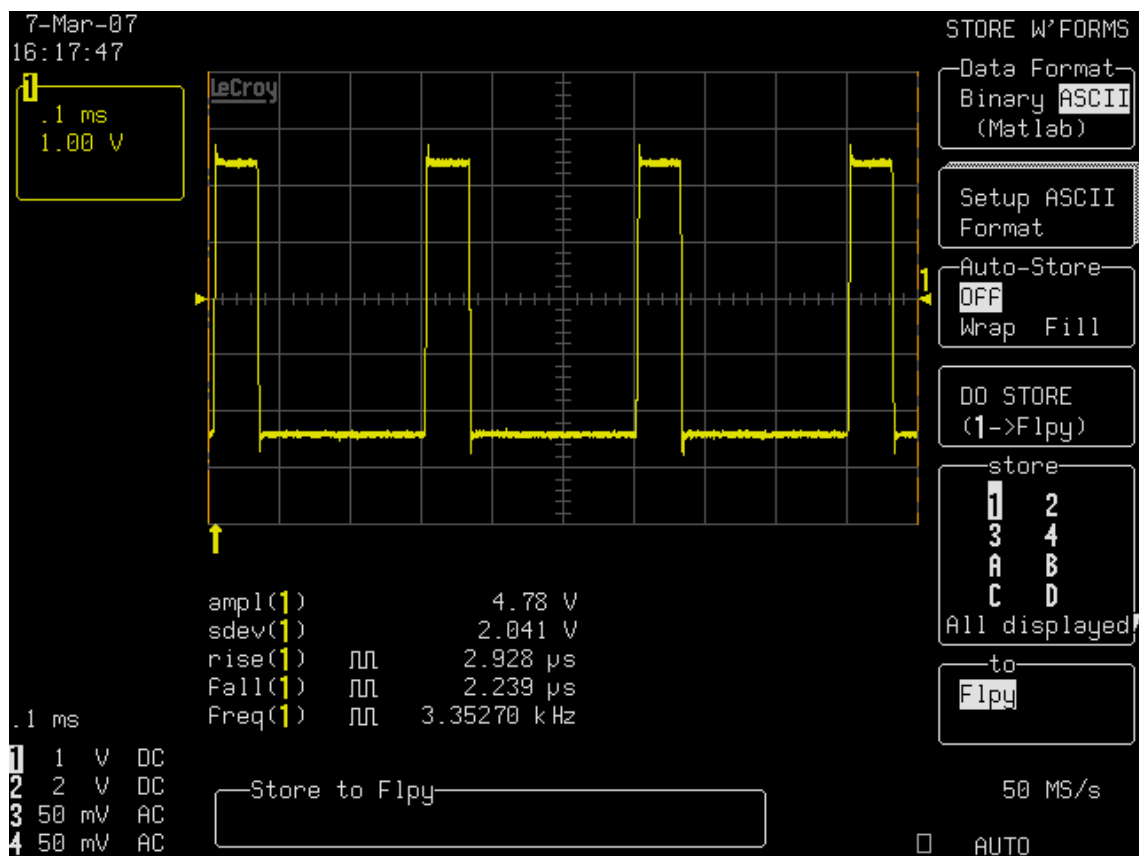 7-Mar-07
16:17:47
1
.1 ms
1.00 V
LeCroy
1
ampl(1) 4.78 V
sdev(1) 2.041 V
rise(1) 2.928 µs
fall(1) 2.239 µs
freq(1) 3.35270 kHz
.1 ms
1 1 V DC
2 2 V DC
3 50 mV AC
4 50 mV AC
Store to Flpy
STORE W'FORMS
Data Format
Binary ASCII
(Matlab)
Setup ASCII
Format
Auto-Store
OFF
Wrap Fill
DO STORE
(1->Flpy)
store
1 2
3 4
A B
C D
All displayed
to
Flpy
50 MS/s
AUTO